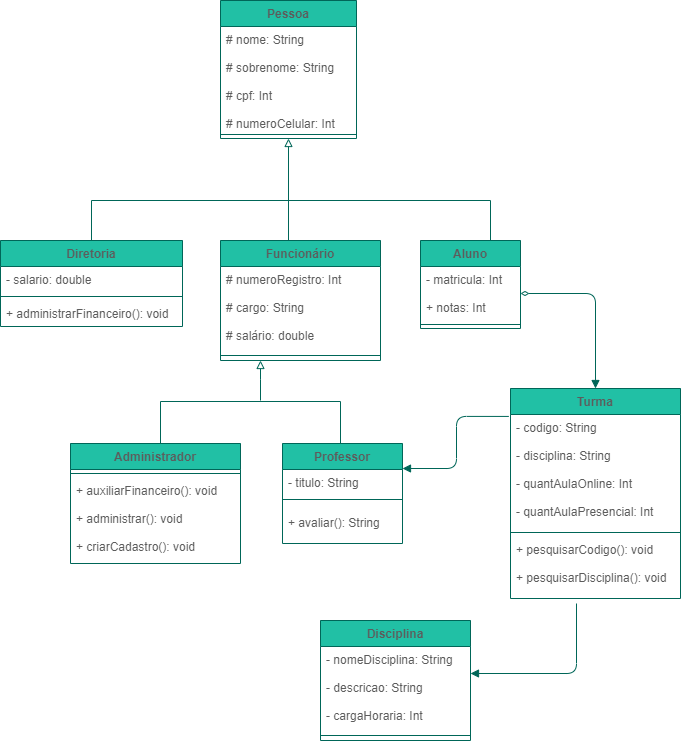 Pessoa
# nome: String
# sobrenome: String
# cpf: Int
# numeroCelular: Int
Diretoria
- salario: double
+ administrarFinanceiro(): void
Funcionário
# numeroRegistro: Int
# cargo: String
# salário: double
Aluno
- matricula: Int
+ notas: Int
Turma
- codigo: String
- disciplina: String
- quantAulaOnline: Int
- quantAulaPresencial: Int
+ pesquisarCodigo(): void
+ pesquisarDisciplina(): void
Administrador
+ auxiliarFinanceiro(): void
+ administrar(): void
+ criarCadastro(): void
Professor
- titulo: String
+ avaliar(): String
Disciplina
- nomeDisciplina: String
- descricao: String
- cargaHoraria: Int